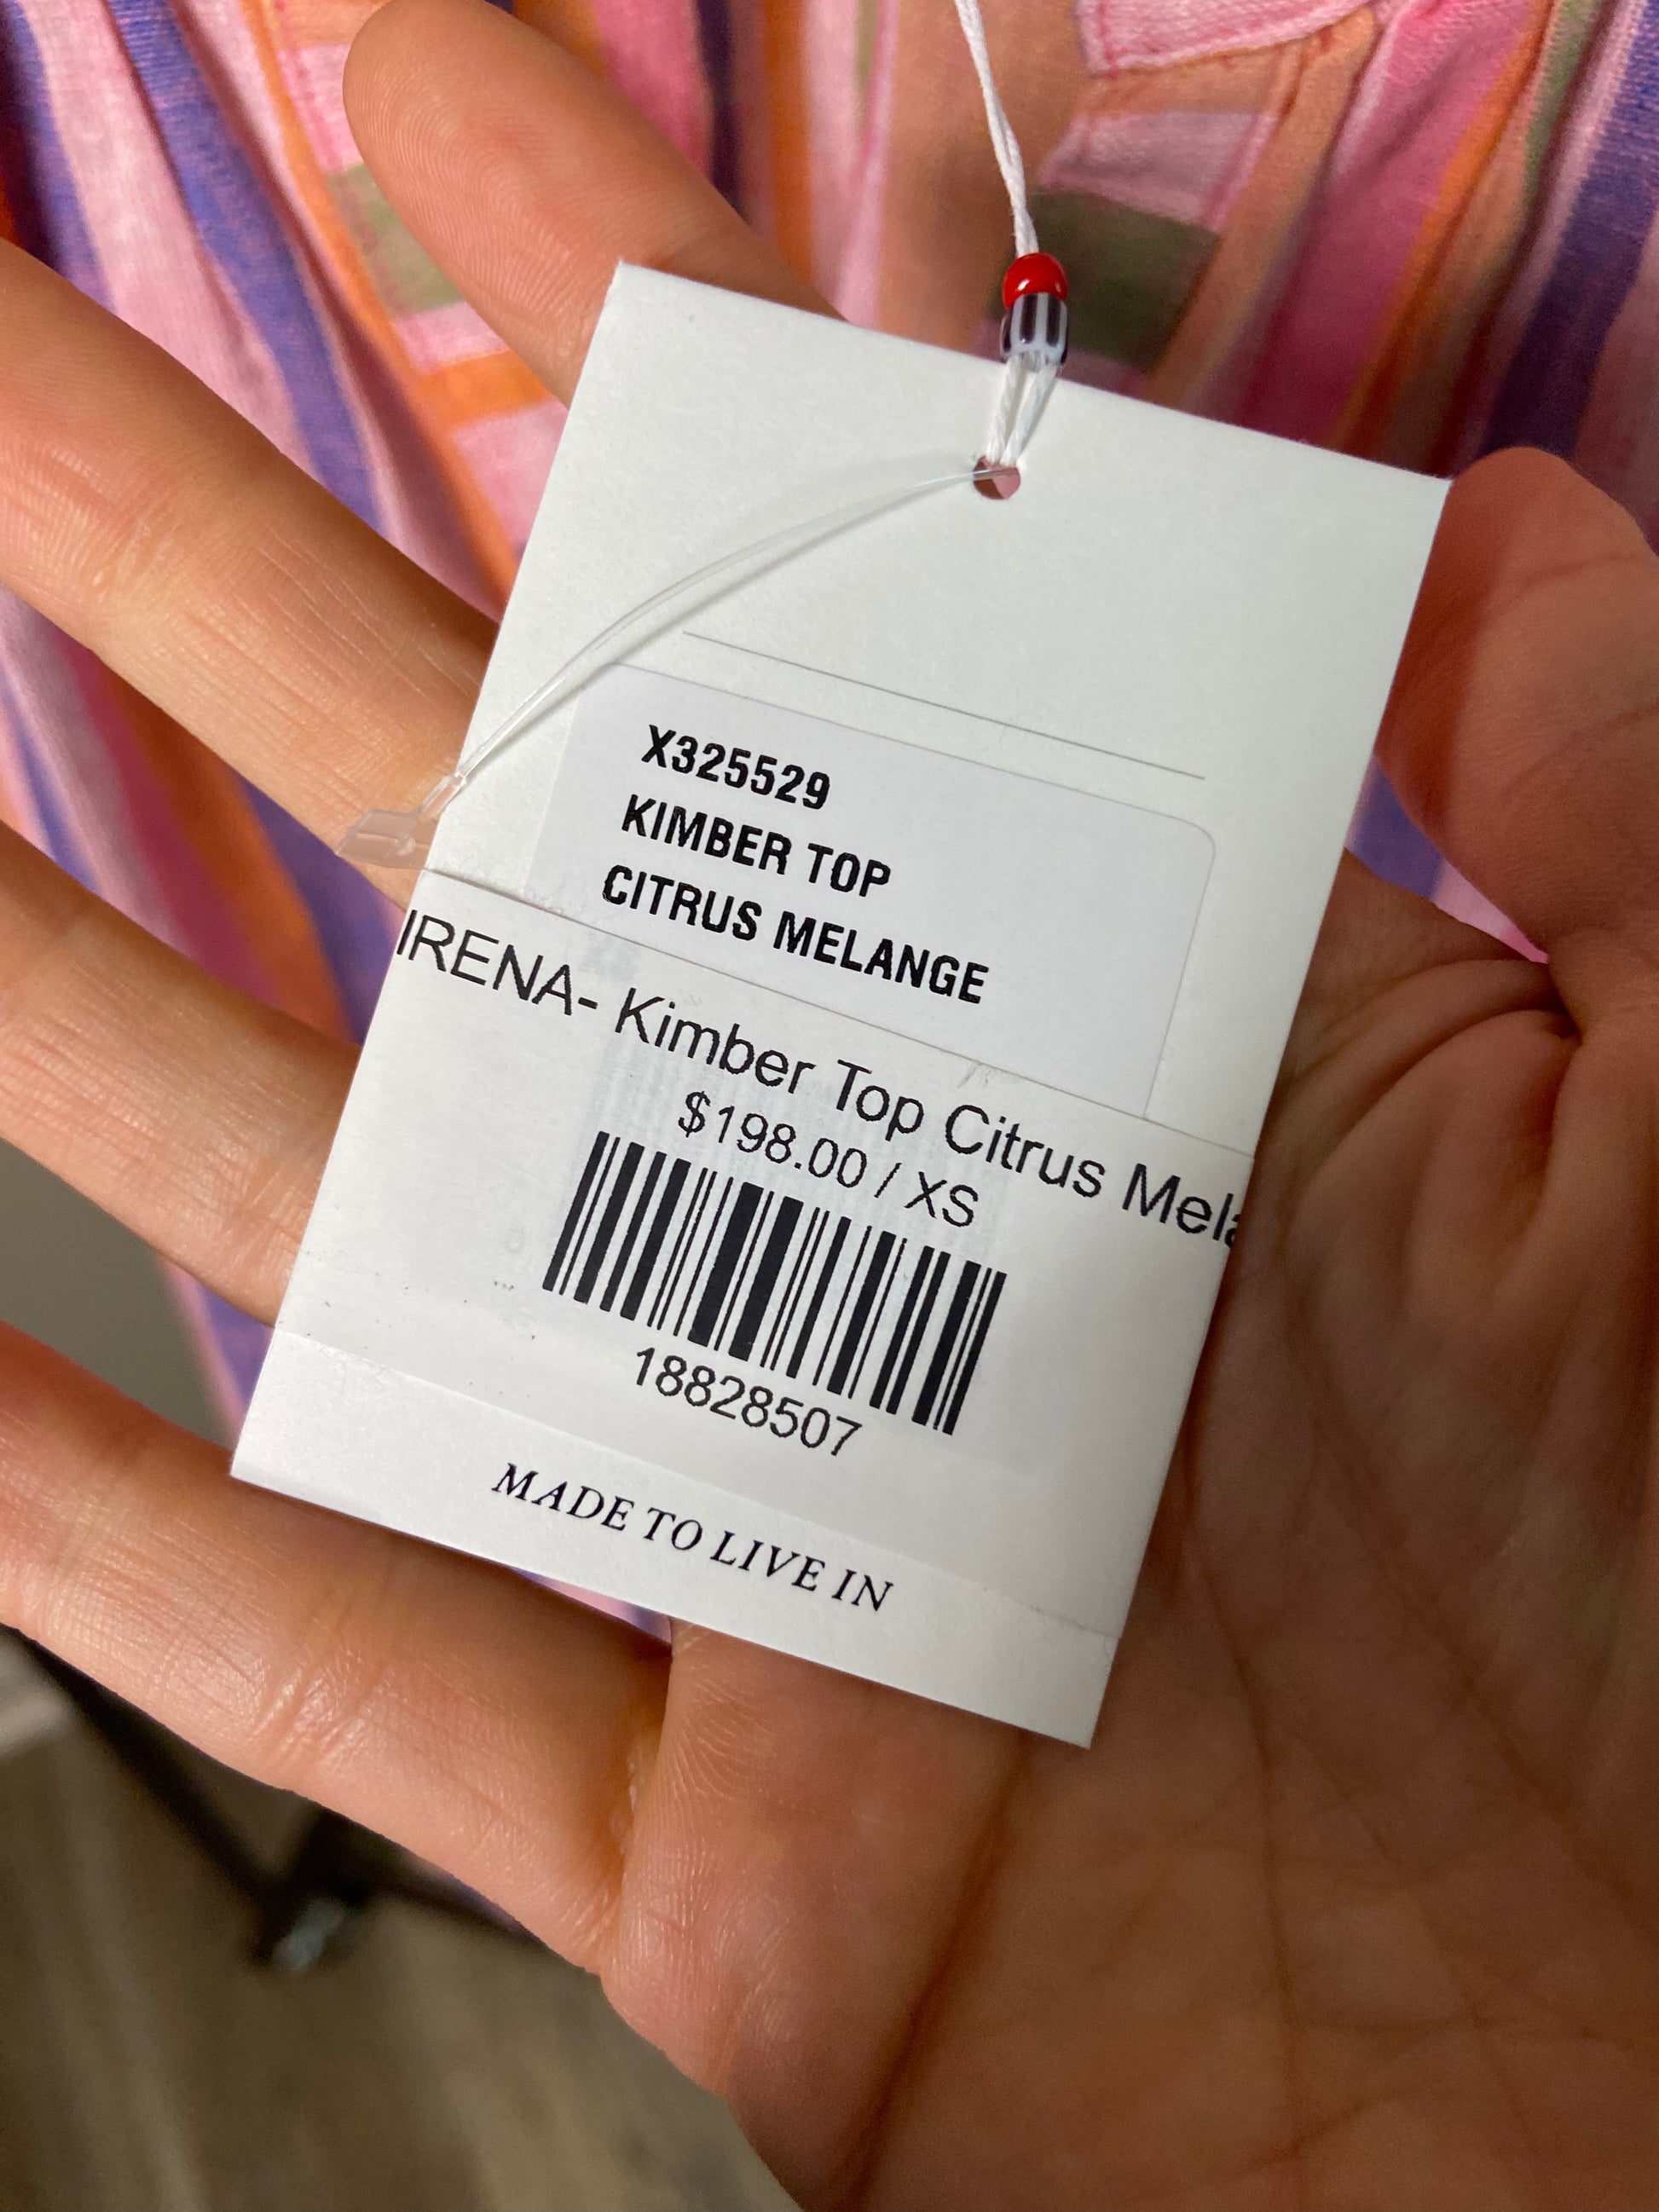 X325529
KIMBER TOP
CITRUS MELANGE
IRENA- Kimber Top Citrus Mela
$198.00 / XS
18828507
MADE TO LIVE IN